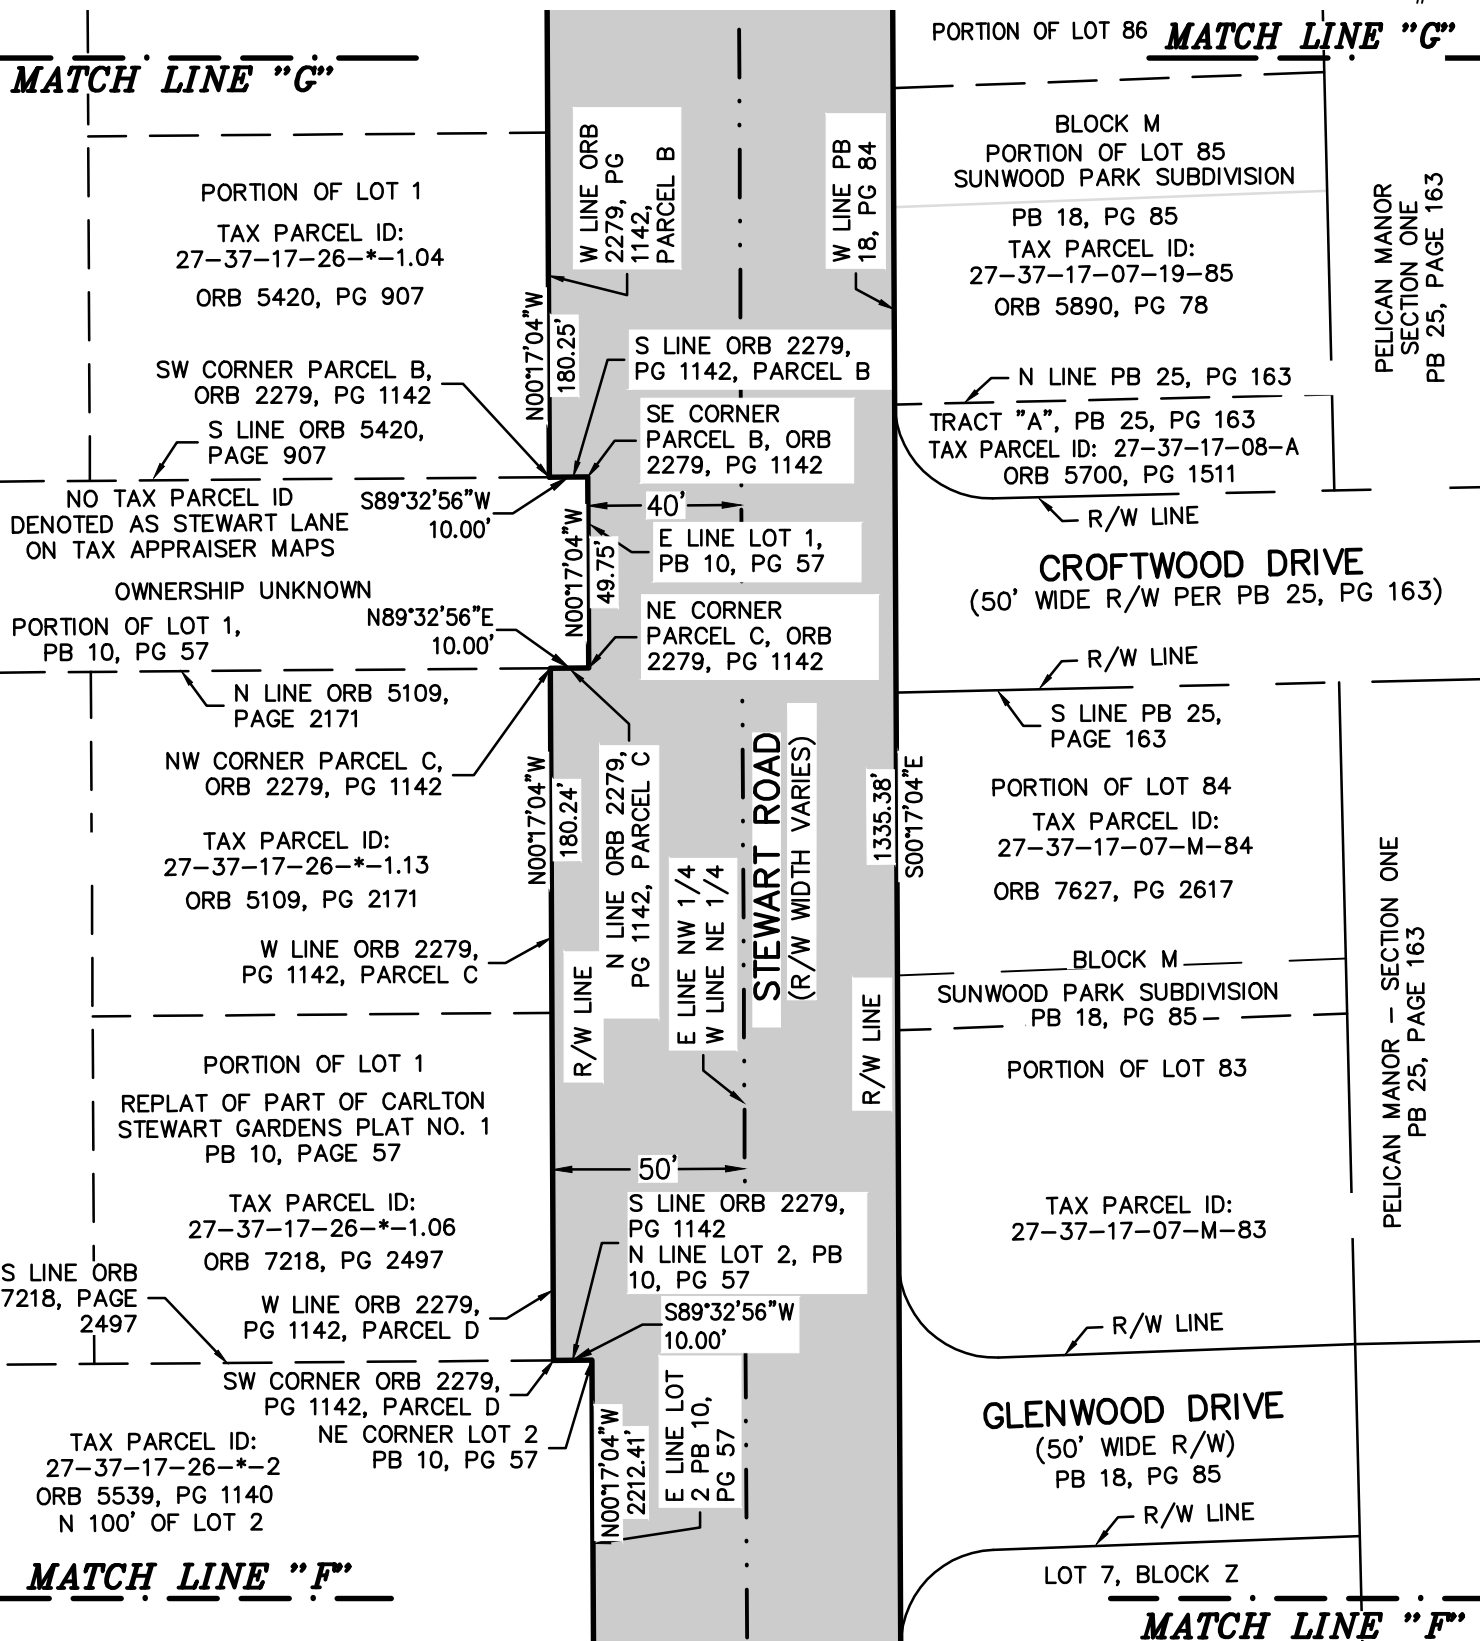 PORTION OF LOT 86
MATCH LINE "G"
MATCH LINE "G"
PORTION OF LOT 1
TAX PARCEL ID:
27-37-17-26-*-1.04
ORB 5420, PG 907
SW CORNER PARCEL B,
ORB 2279, PG 1142
S LINE ORB 5420,
PAGE 907
NO TAX PARCEL ID
DENOTED AS STEWART LANE
ON TAX APPRAISER MAPS
OWNERSHIP UNKNOWN
PORTION OF LOT 1,
PB 10, PG 57
S89°32'56"W
10.00'
N89°32'56"E
10.00'
N LINE ORB 5109,
PAGE 2171
NW CORNER PARCEL C,
ORB 2279, PG 1142
TAX PARCEL ID:
27-37-17-26-*-1.13
ORB 5109, PG 2171
W LINE ORB 2279,
PG 1142, PARCEL C
PORTION OF LOT 1
REPLAT OF PART OF CARLTON
STEWART GARDENS PLAT NO. 1
PB 10, PAGE 57
TAX PARCEL ID:
27-37-17-26-*-1.06
ORB 7218, PG 2497
S LINE ORB
7218, PAGE
2497
W LINE ORB 2279,
PG 1142, PARCEL D
SW CORNER ORB 2279,
PG 1142, PARCEL D
NE CORNER LOT 2
PB 10, PG 57
TAX PARCEL ID:
27-37-17-26-*-2
ORB 5539, PG 1140
N 100' OF LOT 2
MATCH LINE "F"
W LINE ORB
2279, PG
1142,
PARCEL B
N00°17'04"W
180.25'
S LINE ORB 2279,
PG 1142, PARCEL B
SE CORNER
PARCEL B, ORB
2279, PG 1142
40'
N00°17'04"W
49.75'
E LINE LOT 1,
PB 10, PG 57
NE CORNER
PARCEL C, ORB
2279, PG 1142
N00°17'04"W
180.24'
N LINE ORB 2279,
PG 1142, PARCEL C
R/W LINE
E LINE NW 1/4
W LINE NE 1/4
STEWART ROAD
(R/W WIDTH VARIES)
1335.38'
S00°17'04"E
R/W LINE
50'
S LINE ORB 2279,
PG 1142
N LINE LOT 2, PB
10, PG 57
S89°32'56"W
10.00'
N00°17'04"W
2212.41'
E LINE LOT
2 PB 10,
PG 57
W LINE PB
18, PG 84
BLOCK M
PORTION OF LOT 85
SUNWOOD PARK SUBDIVISION
PB 18, PG 85
TAX PARCEL ID:
27-37-17-07-19-85
ORB 5890, PG 78
PELICAN MANOR
SECTION ONE
PB 25, PAGE 163
N LINE PB 25, PG 163
TRACT "A", PB 25, PG 163
TAX PARCEL ID: 27-37-17-08-A
ORB 5700, PG 1511
R/W LINE
CROFTWOOD DRIVE
(50' WIDE R/W PER PB 25, PG 163)
R/W LINE
S LINE PB 25,
PAGE 163
PORTION OF LOT 84
TAX PARCEL ID:
27-37-17-07-M-84
ORB 7627, PG 2617
BLOCK M
SUNWOOD PARK SUBDIVISION
PB 18, PG 85
PORTION OF LOT 83
PELICAN MANOR - SECTION ONE
PB 25, PAGE 163
TAX PARCEL ID:
27-37-17-07-M-83
R/W LINE
GLENWOOD DRIVE
(50' WIDE R/W)
PB 18, PG 85
R/W LINE
LOT 7, BLOCK Z
MATCH LINE "F"